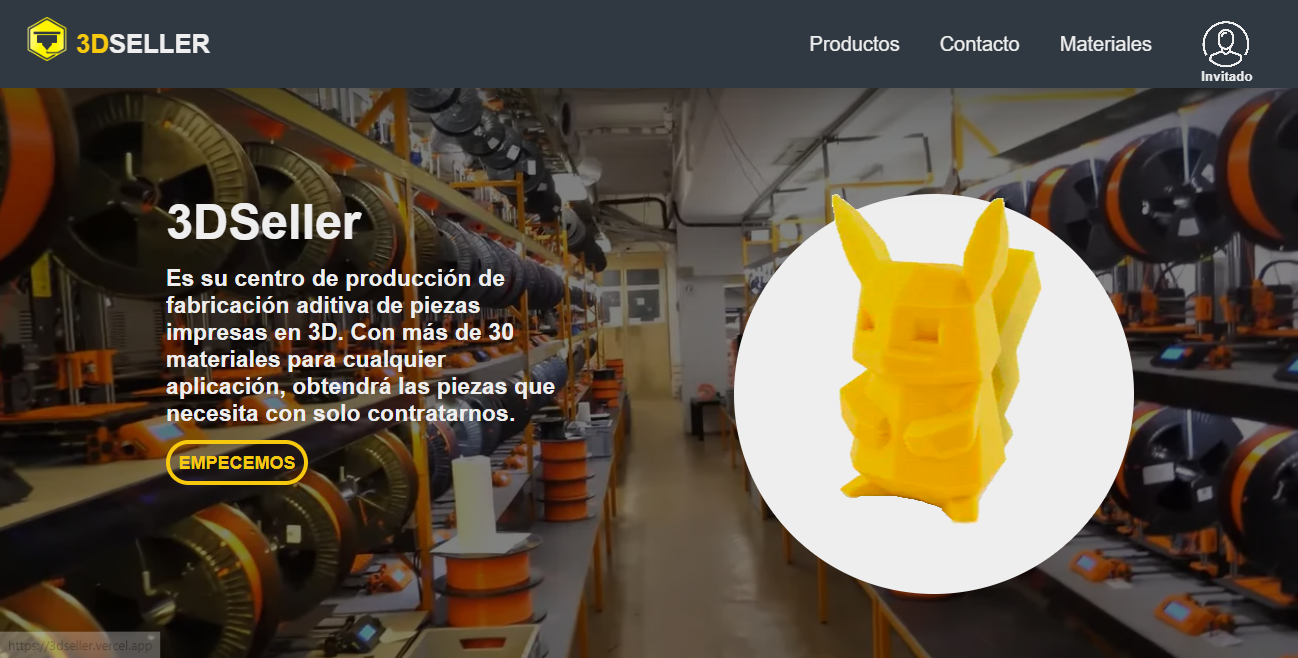 3DSELLER
Productos
Contacto
Materiales
Invitado
3DSeller
Es su centro de producción de
fabricación aditiva de piezas
impresas en 3D. Con más de 30
materiales para cualquier
aplicación, obtendrá las piezas que
necesita con solo contratarnos.
EMPECEMOS
https://3dseller.vercel.app